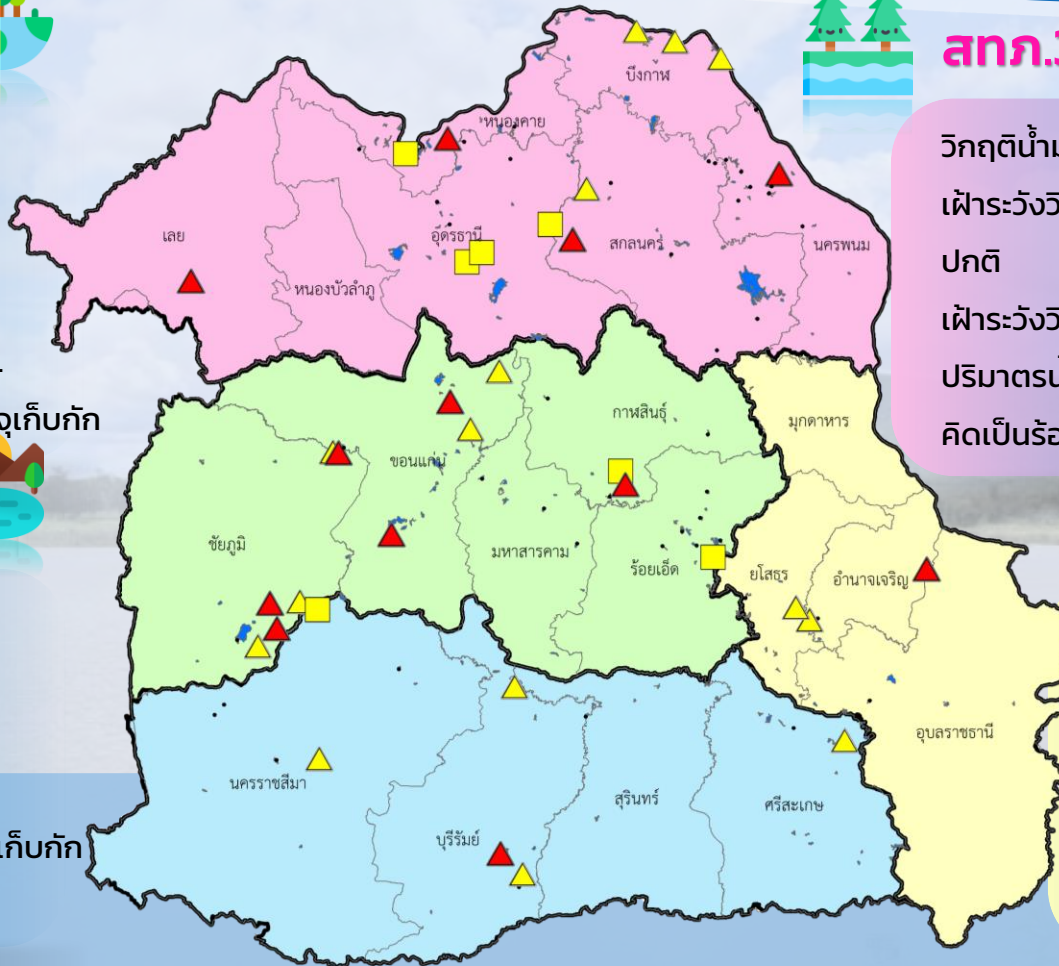 สทภ.3
วิกฤติน้ำม
เฝ้าระวังวิ
ปกติ
เฝ้าระวังวิ
ปริมาตรน้
คิดเป็นร้อ
จุเก็บกัก
เก็บกัก
บึงกาฬ
หนองคาย
เลย
อุดรธานี
สกลนคร
นครพนม
หนองบัวลำภู
กาฬสินธุ์
มุกดาหาร
ขอนแก่น
ชัยภูมิ
มหาสารคาม
ร้อยเอ็ด
ยโสธร
อำนาจเจริญ
อุบลราชธานี
นครราชสีมา
สุรินทร์
ศรีสะเกษ
บุรีรัมย์